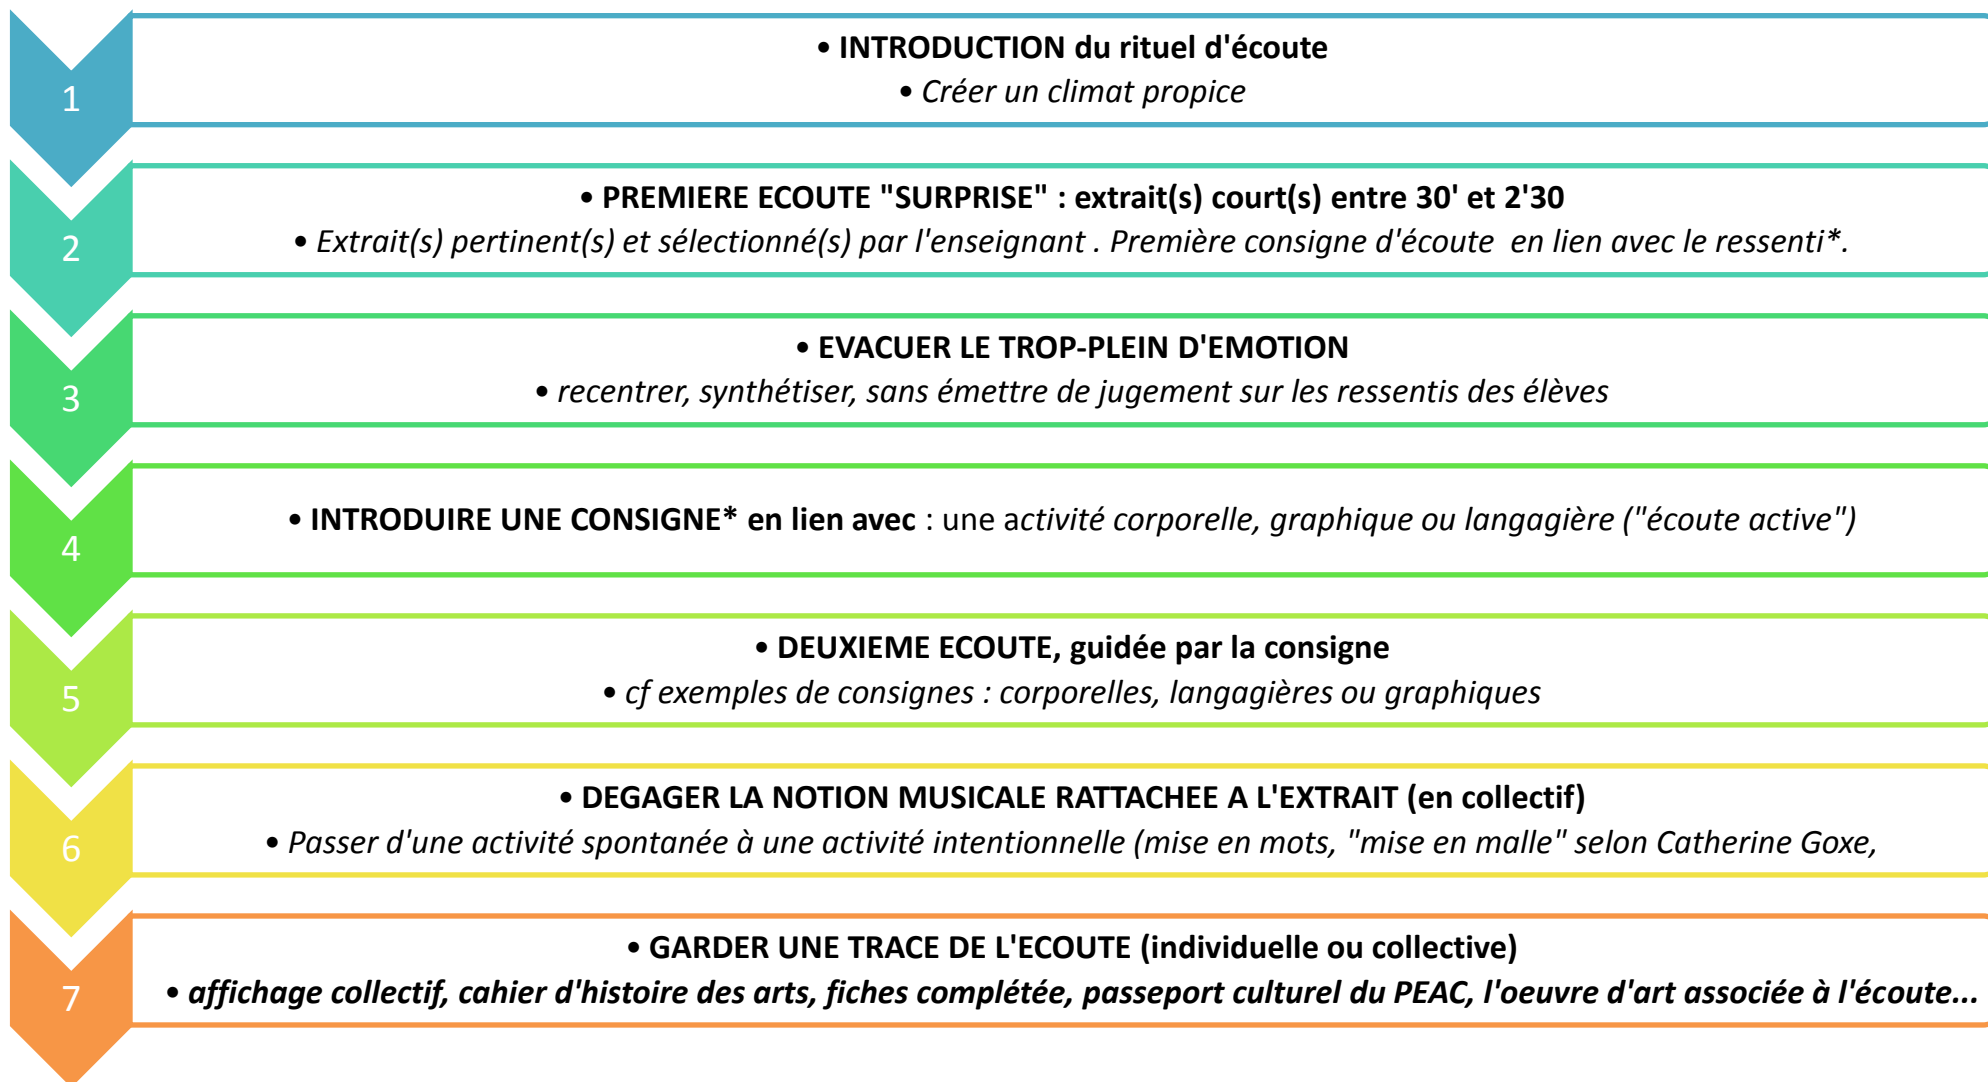 1
• INTRODUCTION du rituel d'écoute
• Créer un climat propice
2
• PREMIERE ECOUTE "SURPRISE" : extrait(s) court(s) entre 30' et 2'30
• Extrait(s) pertinent(s) et sélectionné(s) par l'enseignant . Première consigne d'écoute  en lien avec le ressenti*.
3
• EVACUER LE TROP-PLEIN D'EMOTION
• recentrer, synthétiser, sans émettre de jugement sur les ressentis des élèves
4
• INTRODUIRE UNE CONSIGNE* en lien avec : une activité corporelle, graphique ou langagière ("écoute active")
5
• DEUXIEME ECOUTE, guidée par la consigne
• cf exemples de consignes : corporelles, langagières ou graphiques
6
• DEGAGER LA NOTION MUSICALE RATTACHEE A L'EXTRAIT (en collectif)
• Passer d'une activité spontanée à une activité intentionnelle (mise en mots, "mise en malle" selon Catherine Goxe,
7
• GARDER UNE TRACE DE L'ECOUTE (individuelle ou collective)
• affichage collectif, cahier d'histoire des arts, fiches complétée, passeport culturel du PEAC, l'oeuvre d'art associée à l'écoute...